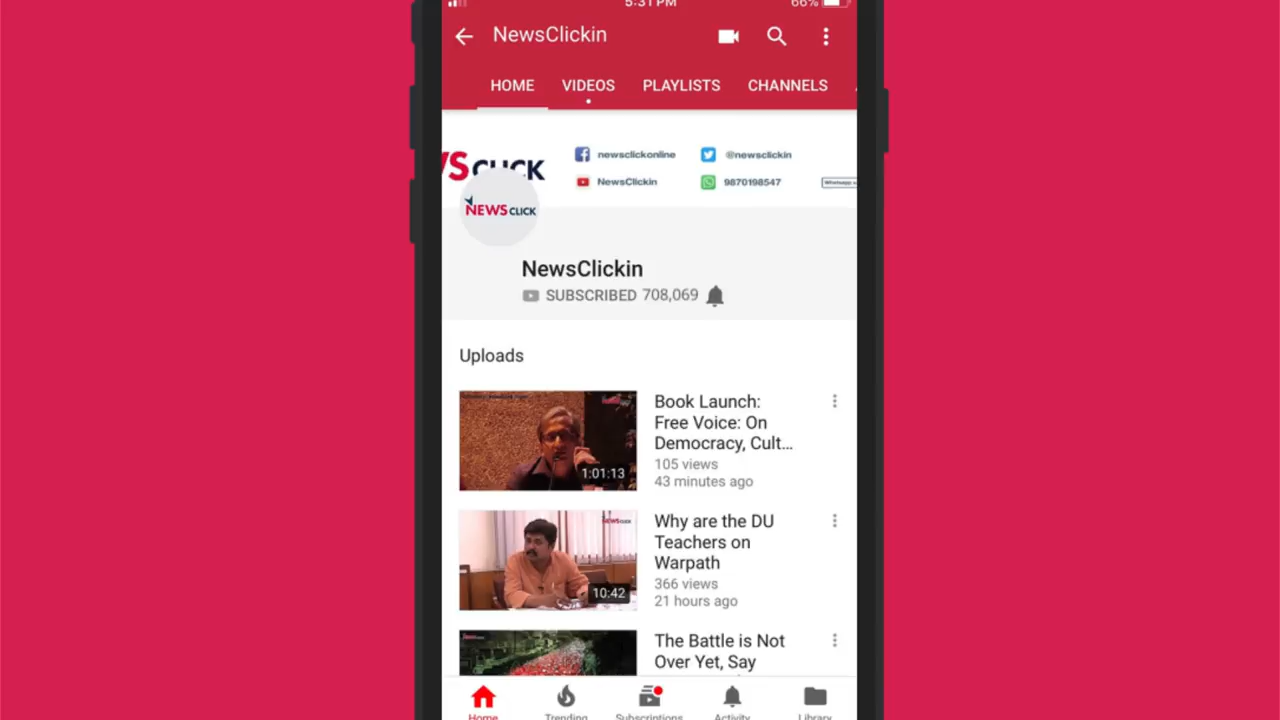 5:31 PM
66%
NewsClickin
HOME VIDEOS PLAYLISTS CHANNELS
NEWS CLICK
newsclickonline @newsclickin
NewsClickin 9870198547
NEWS CLICK
NewsClickin
SUBSCRIBED 708,069
Uploads
Book Launch:
Free Voice: On
Democracy, Cult...
105 views
43 minutes ago
1:01:13
Why are the DU
Teachers on
Warpath
366 views
21 hours ago
NEWSCLICK
10:42
The Battle is Not
Over Yet, Say
Home Trending Subscriptions Activity Library